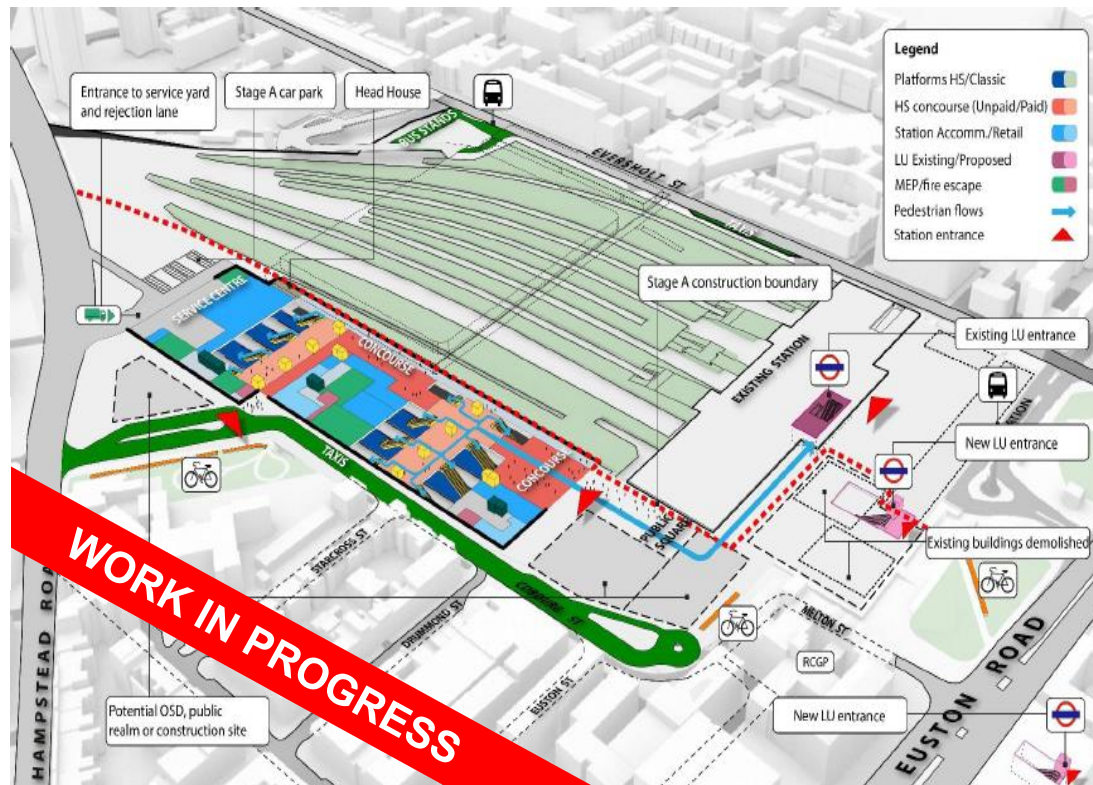 Legend
Platforms HS/Classic
HS concourse (Unpaid/Paid)
Station Accomm./Retail
LU Existing/Proposed
MEP/fire escape
Pedestrian flows
Station entrance
Entrance to service yard
and rejection lane
Stage A car park
Head House
BUS STANDS
EVERSHOLT ST
TAXIS
Stage A construction boundary
SERVICE CENTRE
CONCOURSE
EXISTING STATION
Existing LU entrance
New LU entrance
Existing buildings demolished
CONCOURSE
PUBLIC
SQUARE
TAXIS
STARCROSS ST
DRUMMOND ST
COBOURG ST
EUSTON ST
MELTON ST
RCGP
New LU entrance
EUSTON ROAD
HAMPSTEAD ROA
Potential OSD, public
realm or construction site
WORK IN PROGRESS